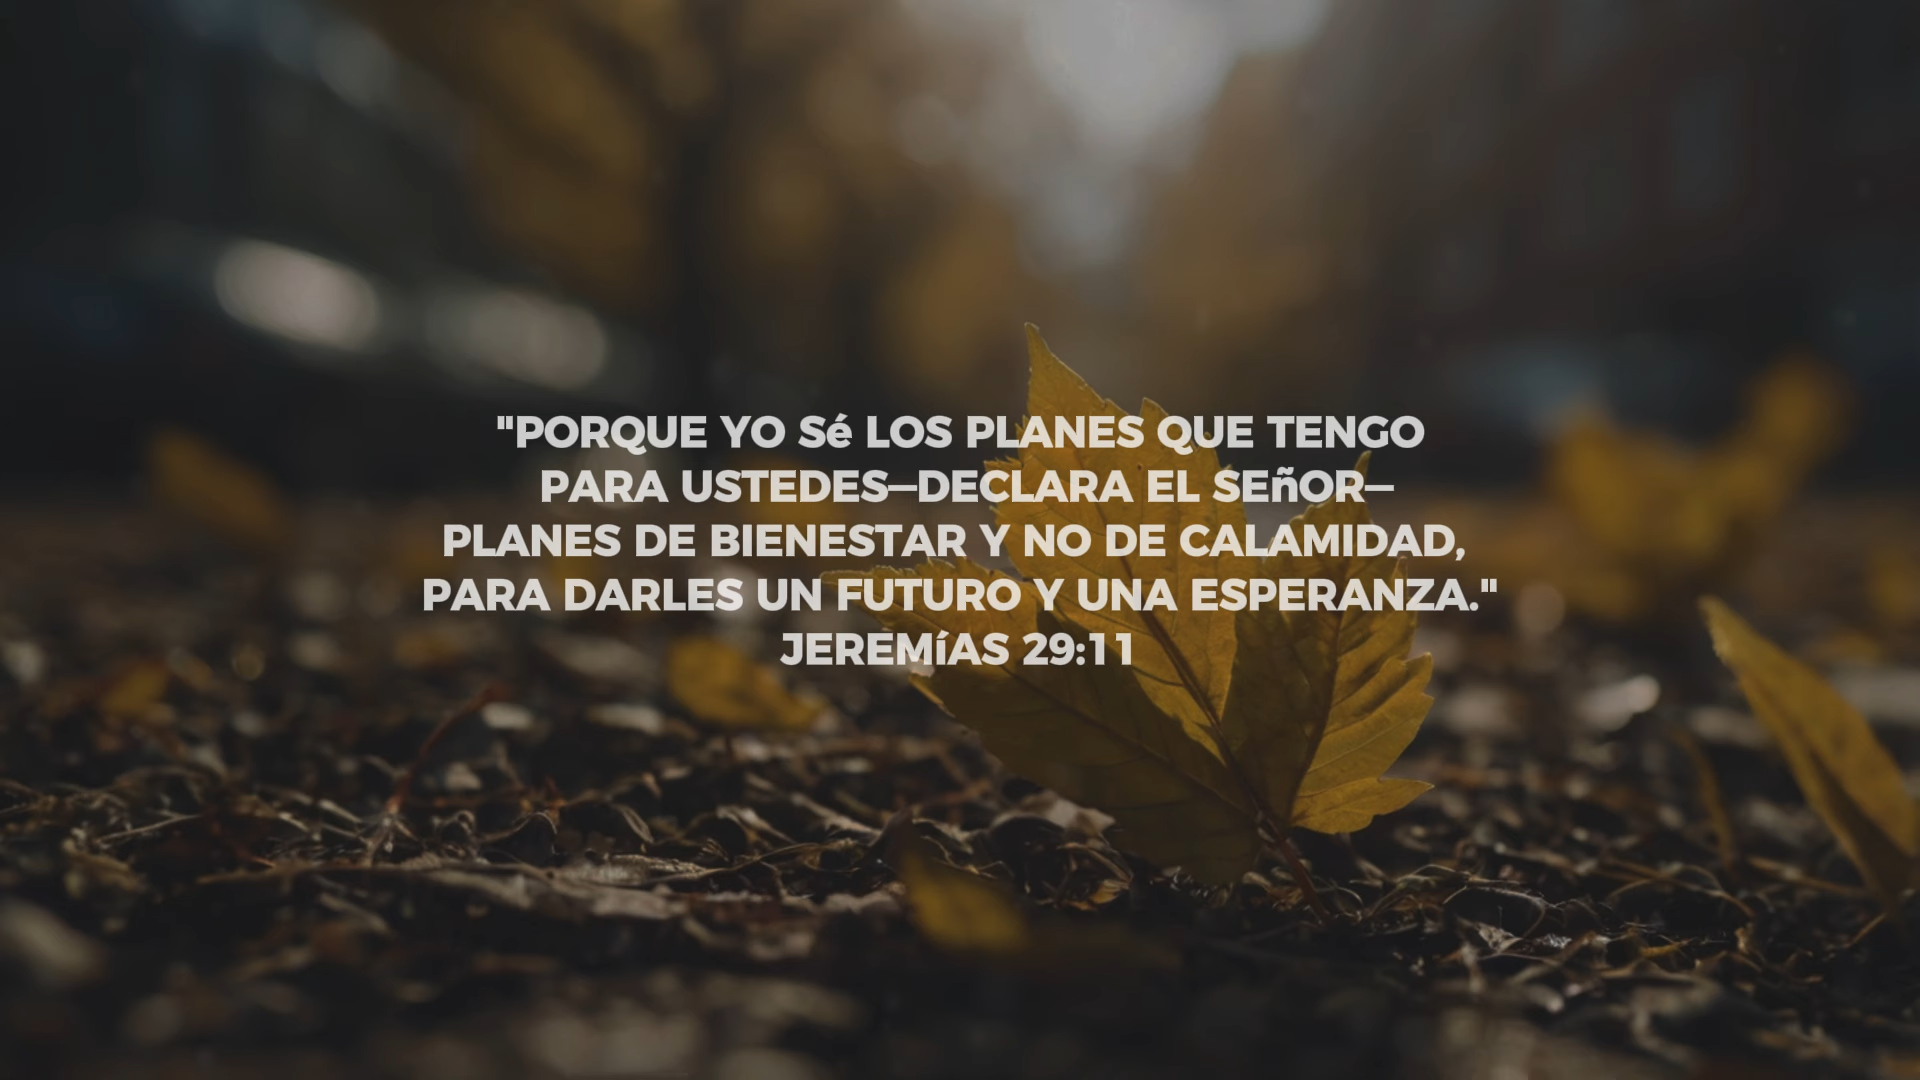 "PORQUE YO Sé LOS PLANES QUE TENGO
PARA USTEDES—DECLARA EL SEñOR—
PLANES DE BIENESTAR Y NO DE CALAMIDAD,
PARA DARLES UN FUTURO Y UNA ESPERANZA."
JEREMíAS 29:11